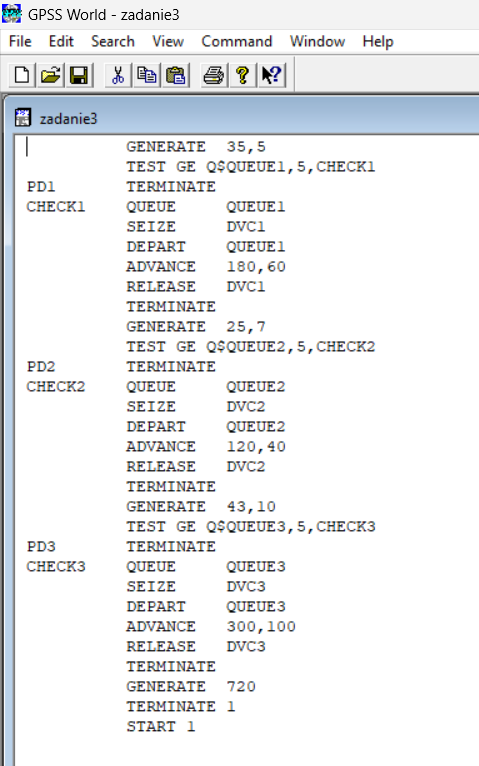 GPSS World - zadanie3
File Edit Search View Command Window Help
zadanie3
GENERATE 35,5
TEST GE Q$QUEUE1,5,CHECK1
PD1 TERMINATE
CHECK1 QUEUE QUEUE1
SEIZE DVC1
DEPART QUEUE1
ADVANCE 180,60
RELEASE DVC1
TERMINATE
GENERATE 25,7
TEST GE Q$QUEUE2,5,CHECK2
PD2 TERMINATE
CHECK2 QUEUE QUEUE2
SEIZE DVC2
DEPART QUEUE2
ADVANCE 120,40
RELEASE DVC2
TERMINATE
GENERATE 43,10
TEST GE Q$QUEUE3,5,CHECK3
PD3 TERMINATE
CHECK3 QUEUE QUEUE3
SEIZE DVC3
DEPART QUEUE3
ADVANCE 300,100
RELEASE DVC3
TERMINATE
GENERATE 720
TERMINATE 1
START 1